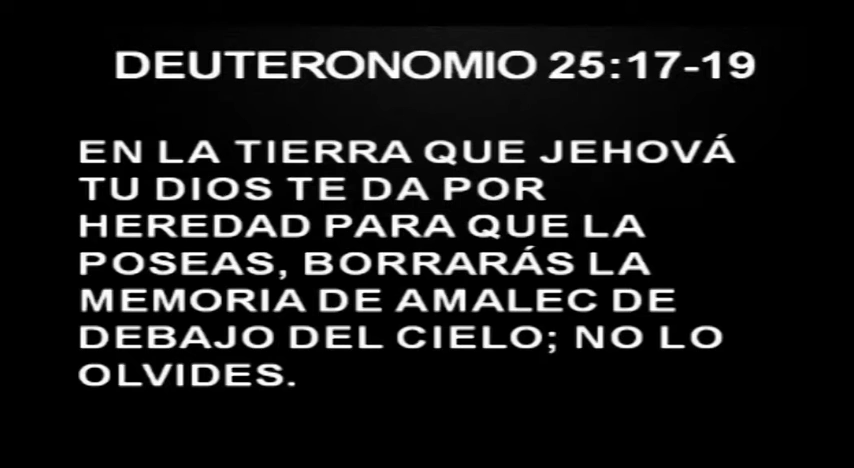 DEUTERONOMIO 25:17-19
EN LA TIERRA QUE JEHOVÁ
TU DIOS TE DA POR
HEREDAD PARA QUE LA
POSEAS, BORRARÁS LA
MEMORIA DE AMALEC DE
DEBAJO DEL CIELO; NO LO
OLVIDES.